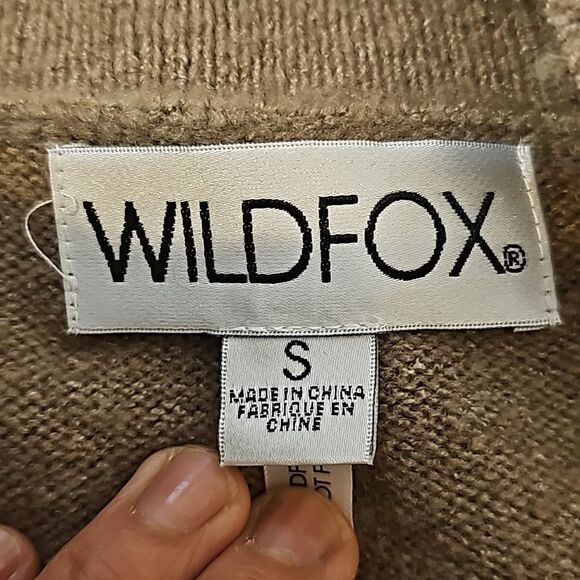 WILDFOX®
S
MADE IN CHINA
FABRIQUE EN
CHINE